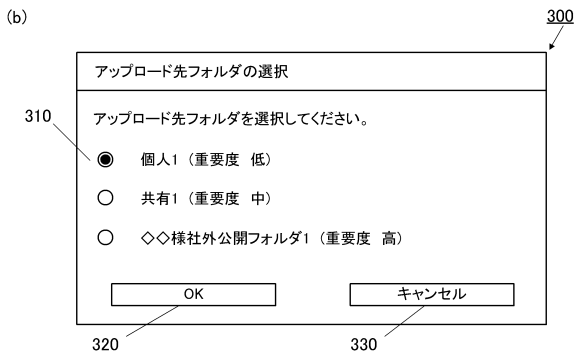 (b)
300
アップロード先フォルダの選択
310
アップロード先フォルダを選択してください。
個人1（重要度　低）
共有1（重要度　中）
◇◇様社外公開フォルダ1（重要度　高）
OK
キャンセル
320
330